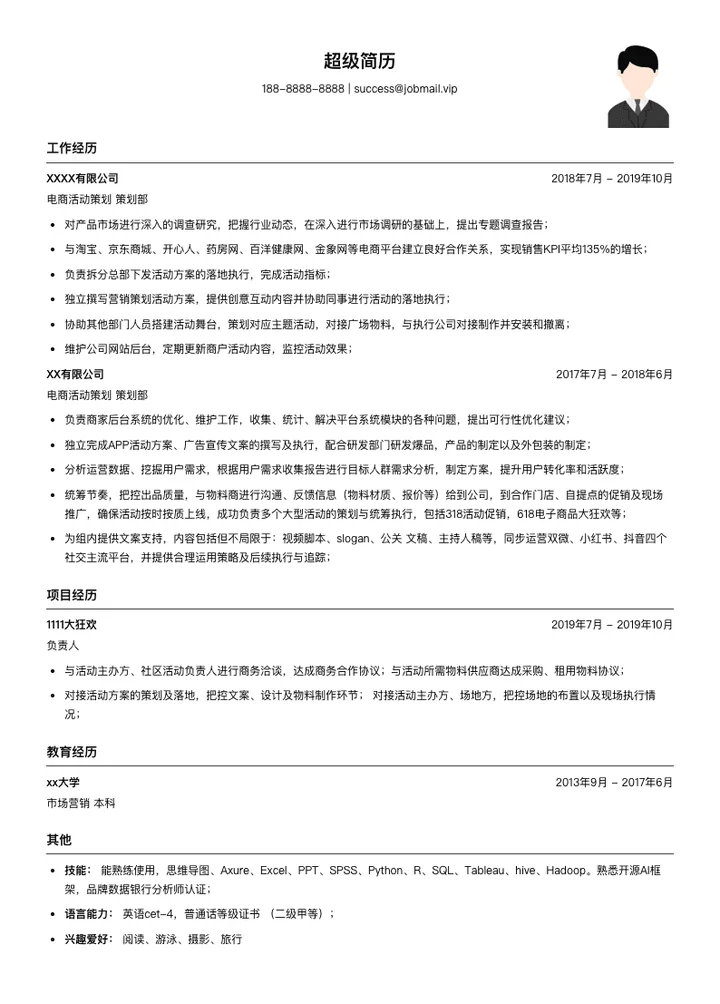 超级简历
188-8888-8888 | success@jobmail.vip
工作经历
XXXX有限公司 2018年7月 – 2019年10月
电商活动策划 策划部
• 对产品市场进行深入的调查研究，把握行业动态，在深入进行市场调研的基础上，提出专题调查报告；
• 与淘宝、京东商城、开心人、药房网、百洋健康网、金象网等电商平台建立良好合作关系，实现销售KPI平均135%的增长；
• 负责拆分总部下发活动方案的落地执行，完成活动指标；
• 独立撰写营销策划活动方案，提供创意互动内容并协助同事进行活动的落地执行；
• 协助其他部门人员搭建活动舞台，策划对应主题活动，对接广场物料，与执行公司对接制作并安装和撤离；
• 维护公司网站后台，定期更新商户活动内容，监控活动效果；
XX有限公司 2017年7月 – 2018年6月
电商活动策划 策划部
• 负责商家后台系统的优化、维护工作，收集、统计、解决平台系统模块的各种问题，提出可行性优化建议；
• 独立完成APP活动方案、广告宣传文案的撰写及执行，配合研发部门研发爆品，产品的制定以及外包装的制定；
• 分析运营数据、挖掘用户需求，根据用户需求收集报告进行目标人群需求分析，制定方案，提升用户转化率和活跃度；
• 统筹节奏，把控出品质量，与物料商进行沟通、反馈信息（物料材质、报价等）给到公司，到合作门店、自提点的促销及现场
推广，确保活动按时按质上线，成功负责多个大型活动的策划与统筹执行，包括318活动促销，618电子商品大狂欢等；
• 为组内提供文案支持，内容包括但不局限于：视频脚本、slogan、公关 文稿、主持人稿等，同步运营双微、小红书、抖音四个
社交主流平台，并提供合理运用策略及后续执行与追踪；
项目经历
1111大狂欢 2019年7月 – 2019年10月
负责人
• 与活动主办方、社区活动负责人进行商务洽谈，达成商务合作协议；与活动所需物料供应商达成采购、租用物料协议；
• 对接活动方案的策划及落地，把控文案、设计及物料制作环节； 对接活动主办方、场地方，把控场地的布置以及现场执行情
况；
教育经历
xx大学 2013年9月 – 2017年6月
市场营销 本科
其他
• 技能： 能熟练使用，思维导图、Axure、Excel、PPT、SPSS、Python、R、SQL、Tableau、hive、Hadoop。熟悉开源AI框
架，品牌数据银行分析师认证；
• 语言能力： 英语cet-4，普通话等级证书 （二级甲等）；
• 兴趣爱好： 阅读、游泳、摄影、旅行